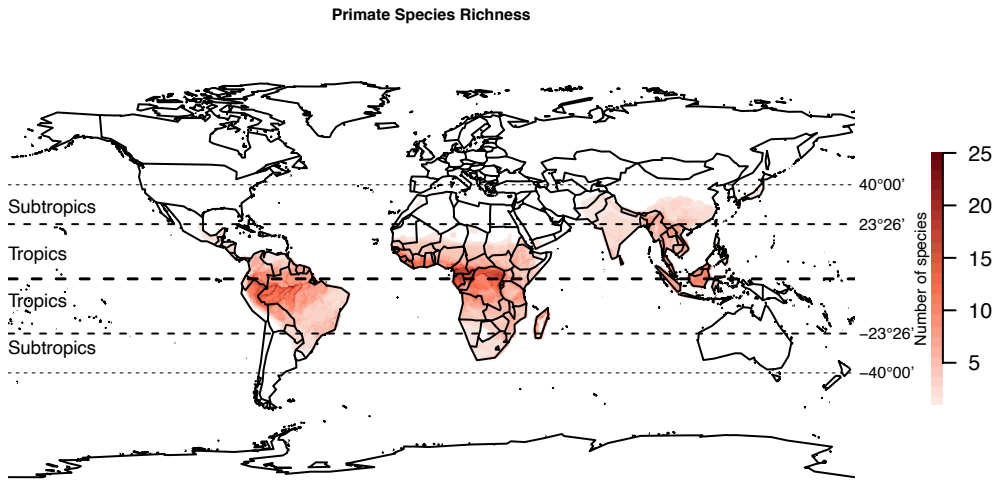 Primate Species Richness
Subtropics
Tropics
Tropics
Subtropics
40°00’
23°26’
−23°26’
−40°00’
Number of species
25
20
15
10
5